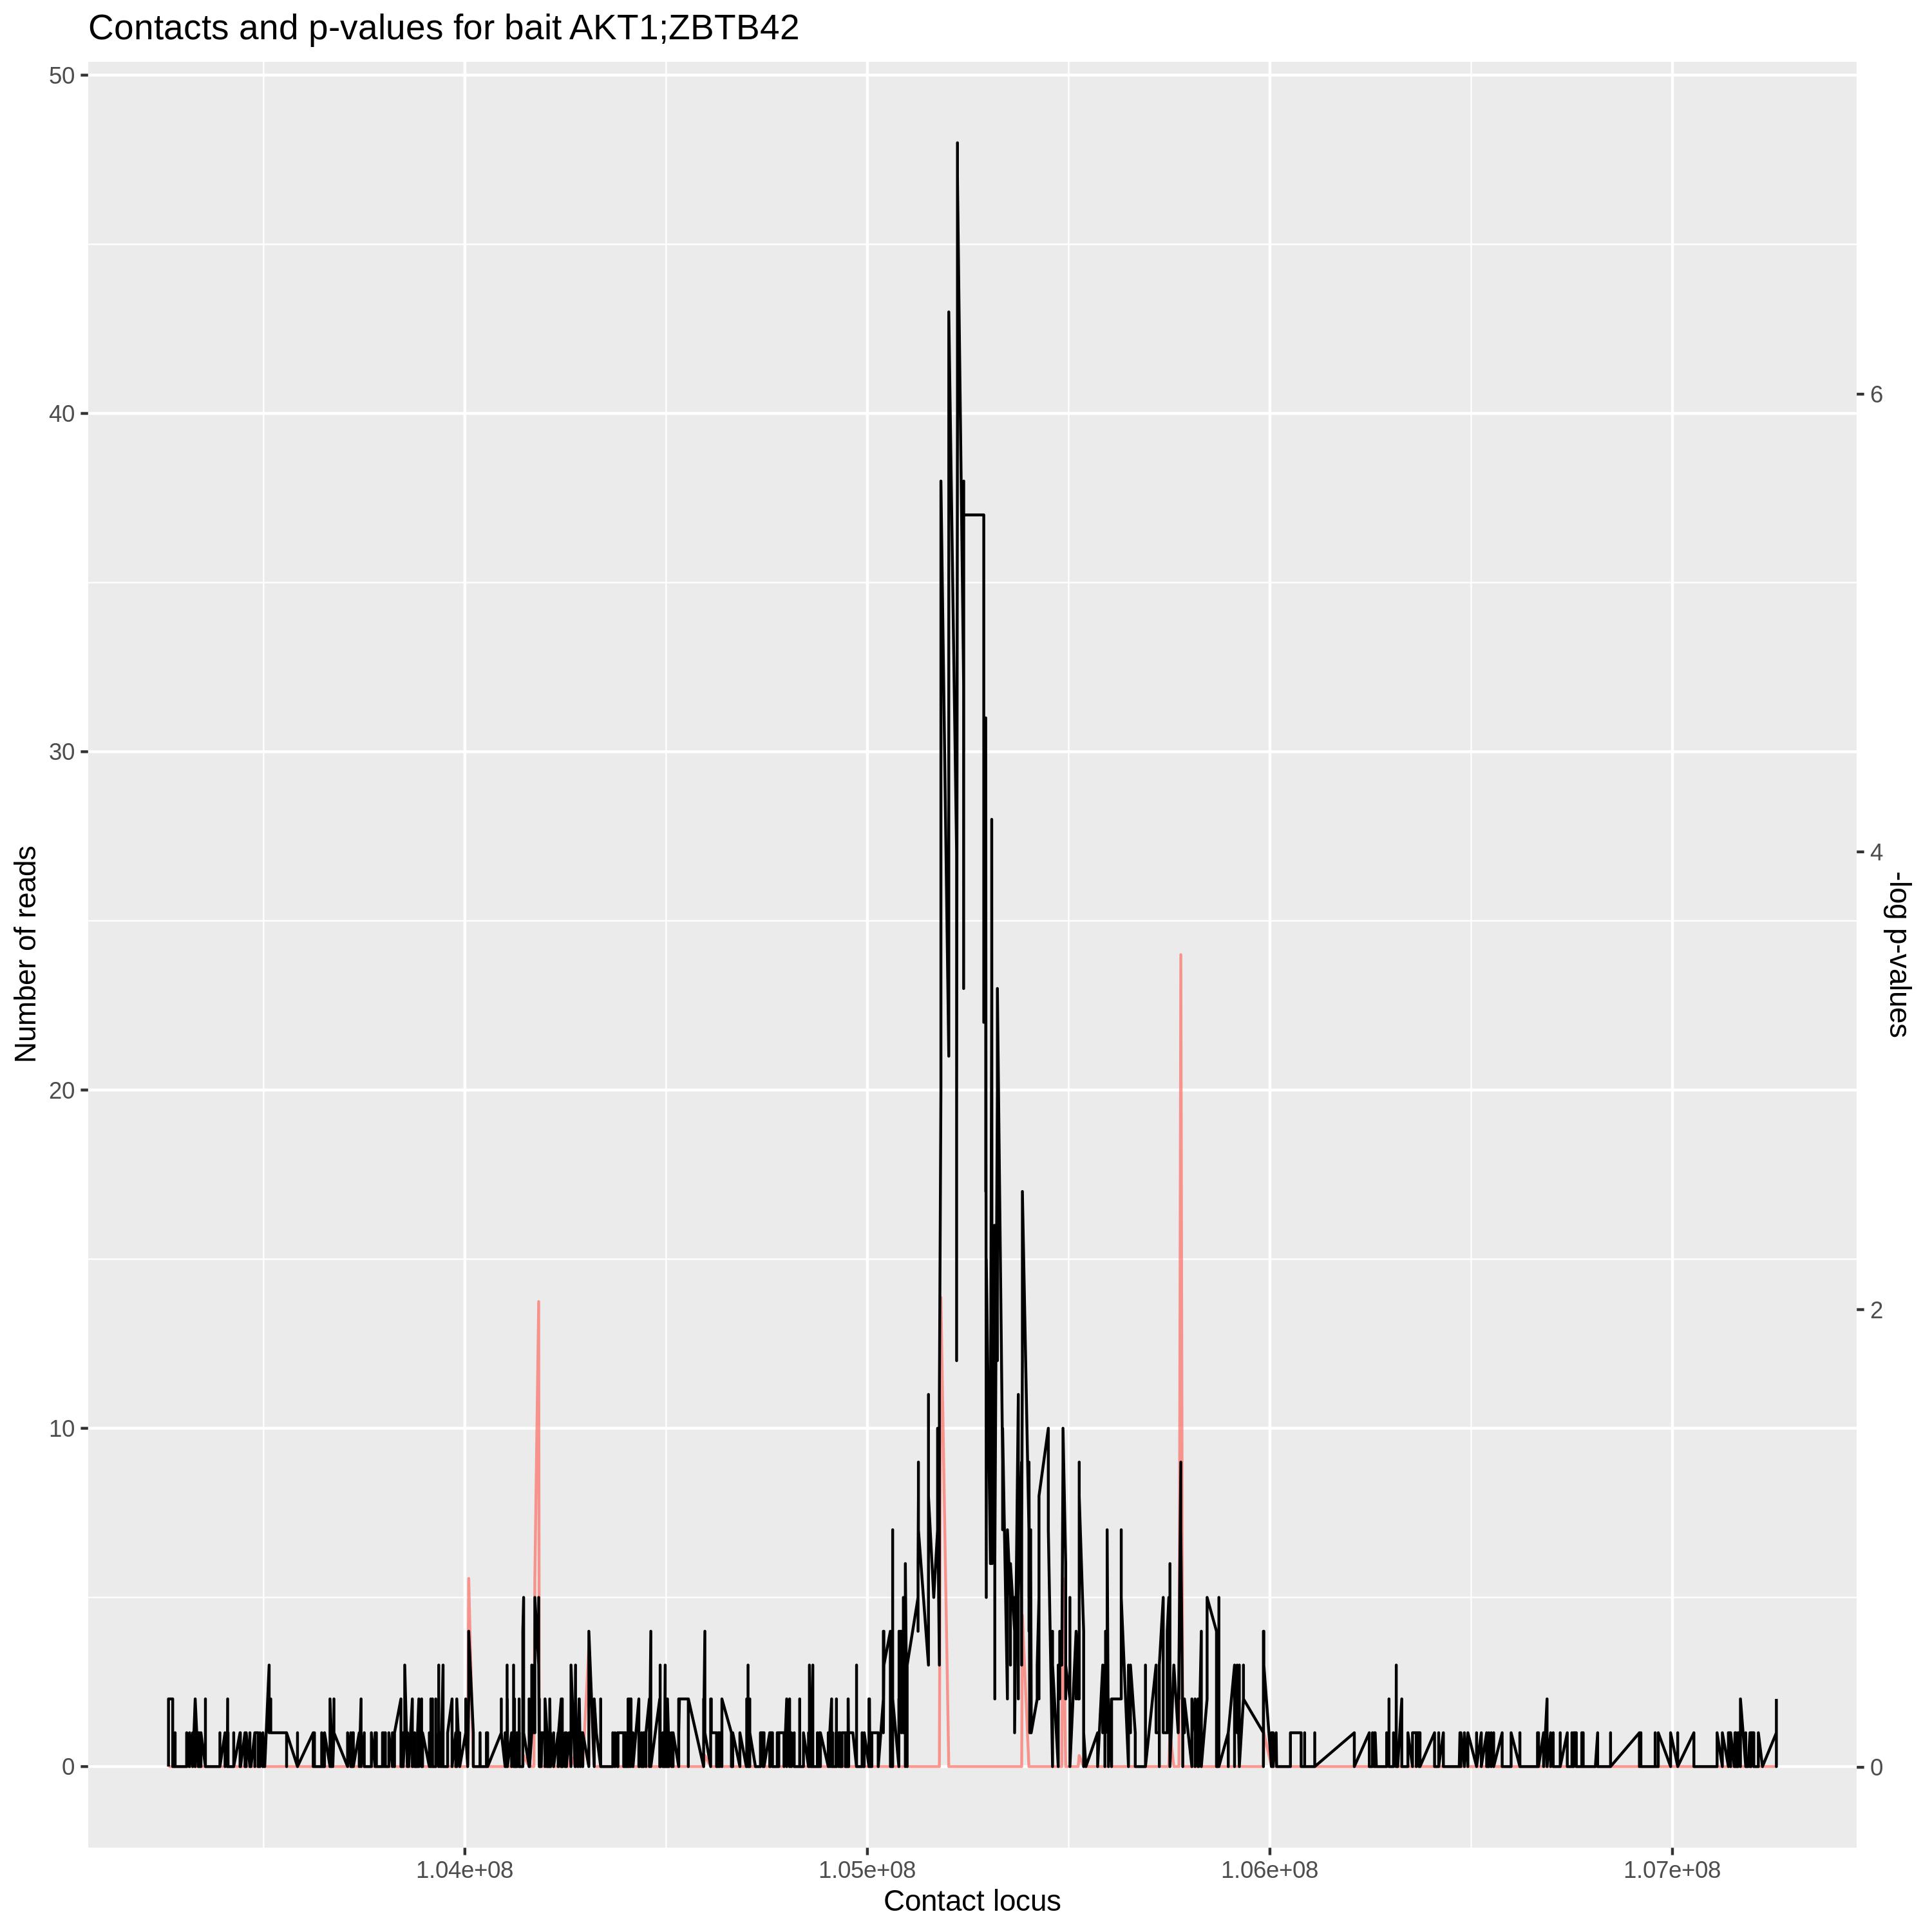 Contacts and p-values for bait AKT1;ZBTB42
50
40
30
20
10
0
Number of reads
6
4
2
0
-log p-values
1.04e+08 1.05e+08 1.06e+08 1.07e+08
Contact locus